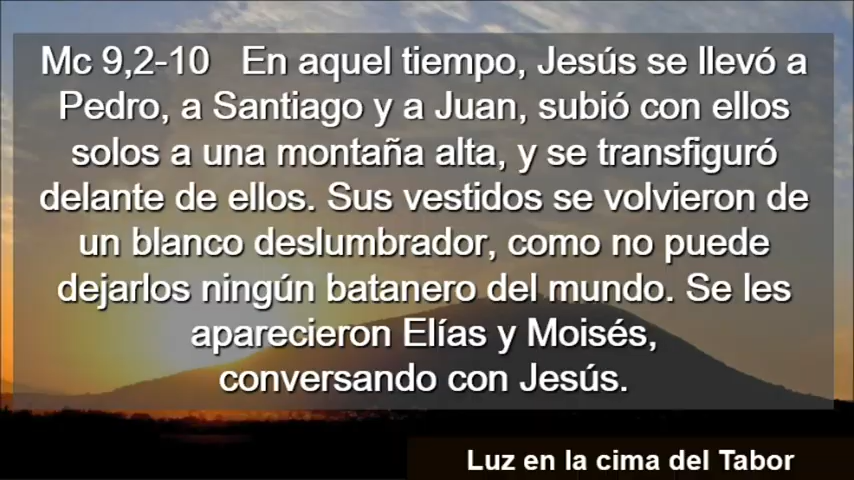 Mc 9,2-10 En aquel tiempo, Jesús se llevó a
Pedro, a Santiago y a Juan, subió con ellos
solos a una montaña alta, y se transfiguró
delante de ellos. Sus vestidos se volvieron de
un blanco deslumbrador, como no puede
dejarlos ningún batanero del mundo. Se les
aparecieron Elías y Moisés,
conversando con Jesús.
Luz en la cima del Tabor